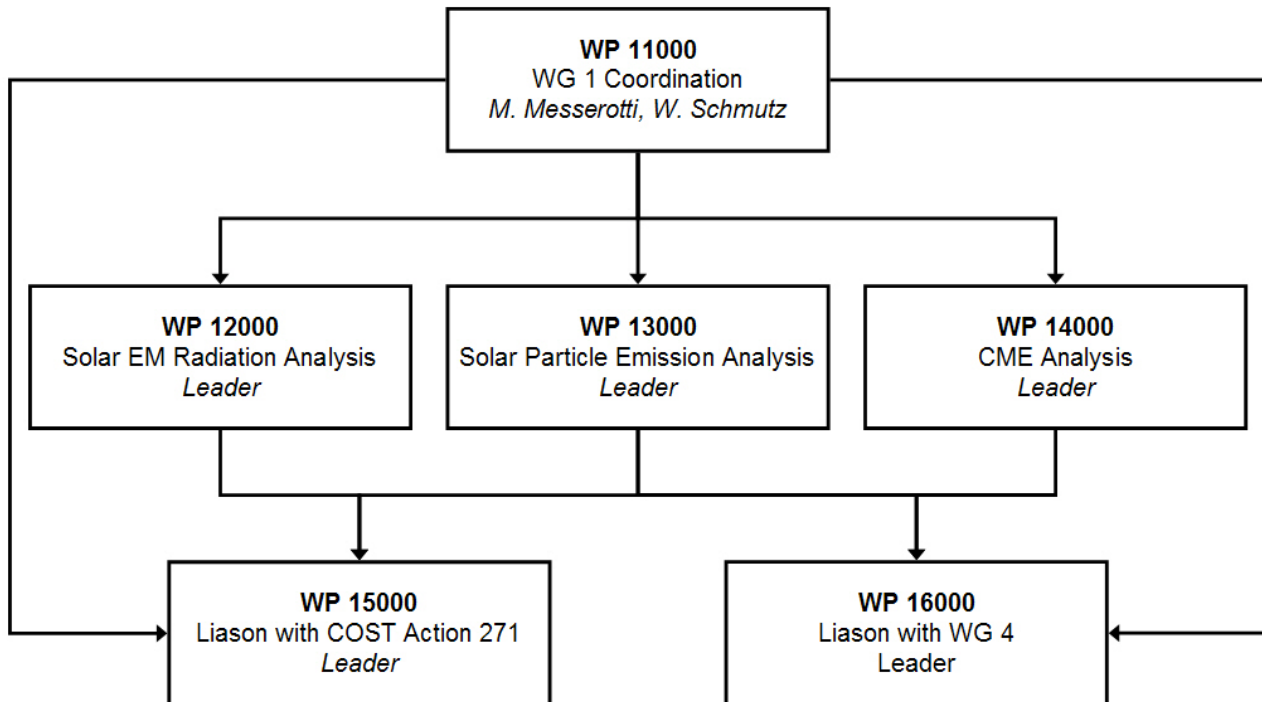 WP 11000
WG 1 Coordination
M. Messerotti, W. Schmutz
WP 12000
Solar EM Radiation Analysis
Leader
WP 13000
Solar Particle Emission Analysis
Leader
WP 14000
CME Analysis
Leader
WP 15000
Liason with COST Action 271
Leader
WP 16000
Liason with WG 4
Leader